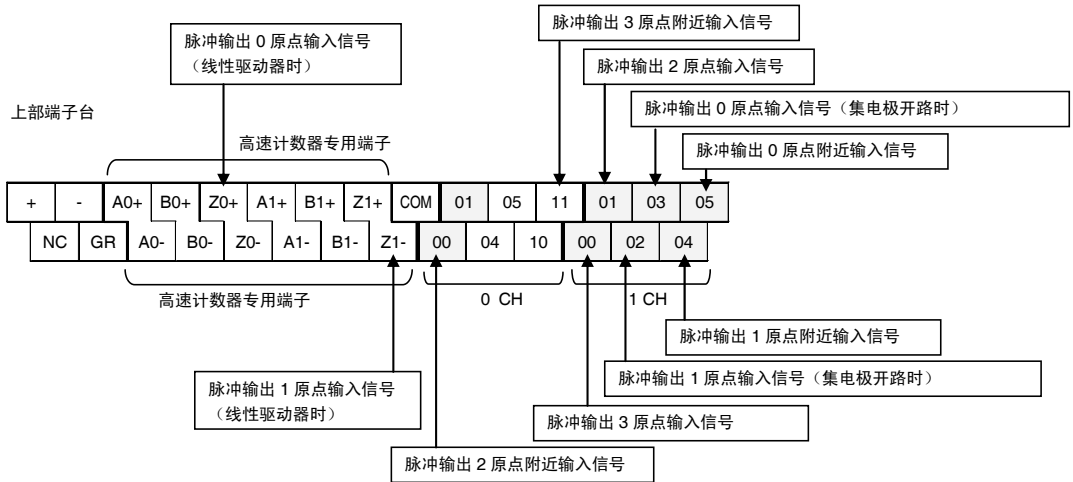 脉冲输出 3 原点附近输入信号
脉冲输出 0 原点输入信号
（线性驱动器时）
脉冲输出 2 原点输入信号
上部端子台
脉冲输出 0 原点输入信号（集电极开路时）
高速计数器专用端子
脉冲输出 0 原点附近输入信号
+ - A0+ B0+ Z0+ A1+ B1+ Z1+ COM 01 05 11 01 03 05
NC GR A0- B0- Z0- A1- B1- Z1- 00 04 10 00 02 04
高速计数器专用端子
0 CH
1 CH
脉冲输出 1 原点附近输入信号
脉冲输出 1 原点输入信号（集电极开路时）
脉冲输出 1 原点输入信号
（线性驱动器时）
脉冲输出 3 原点输入信号
脉冲输出 2 原点附近输入信号